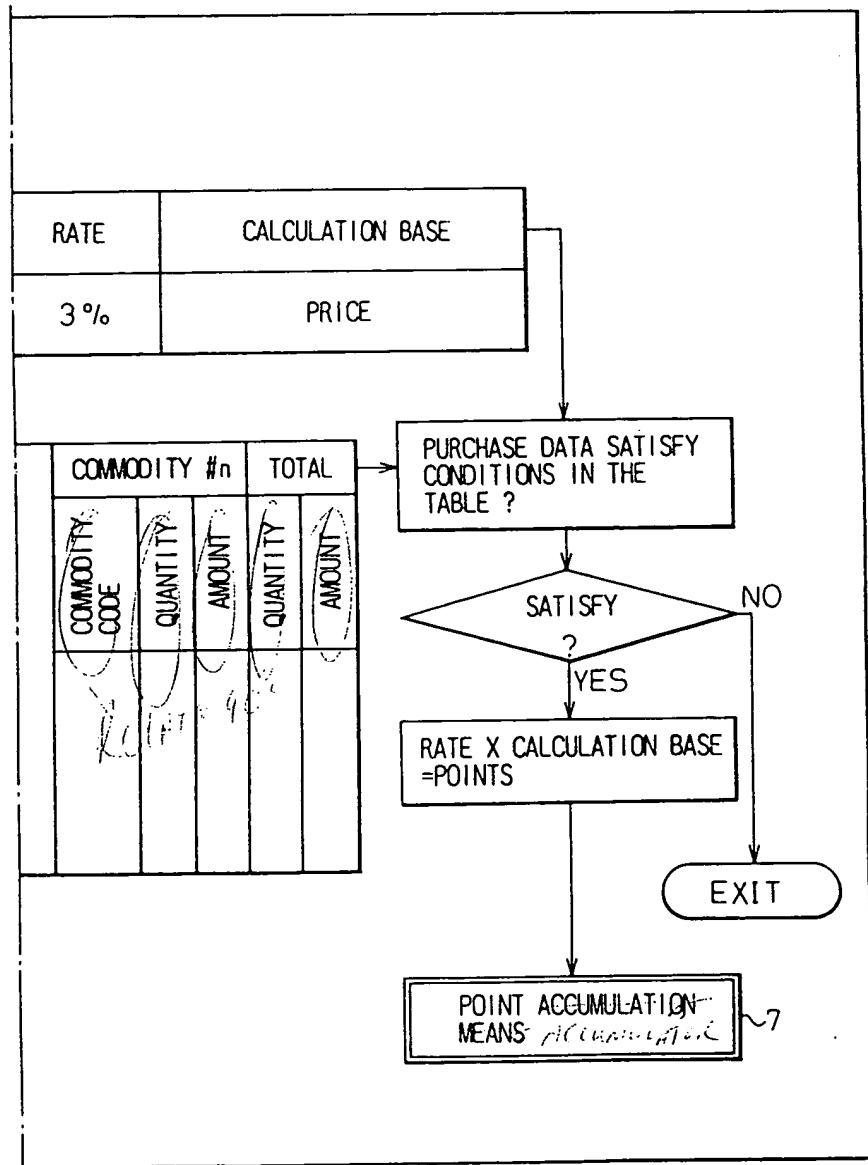 RATE
CALCULATION BASE
3%
PRICE
COMMODITY #n
TOTAL
COMMODITY
CODE
QUANTITY
AMOUNT
QUANTITY
AMOUNT
PURCHASE DATA SATISFY
CONDITIONS IN THE
TABLE ?
SATISFY
?
NO
YES
RATE X CALCULATION BASE
=POINTS
EXIT
POINT ACCUMULATION
MEANS ACCUMULATOR
7